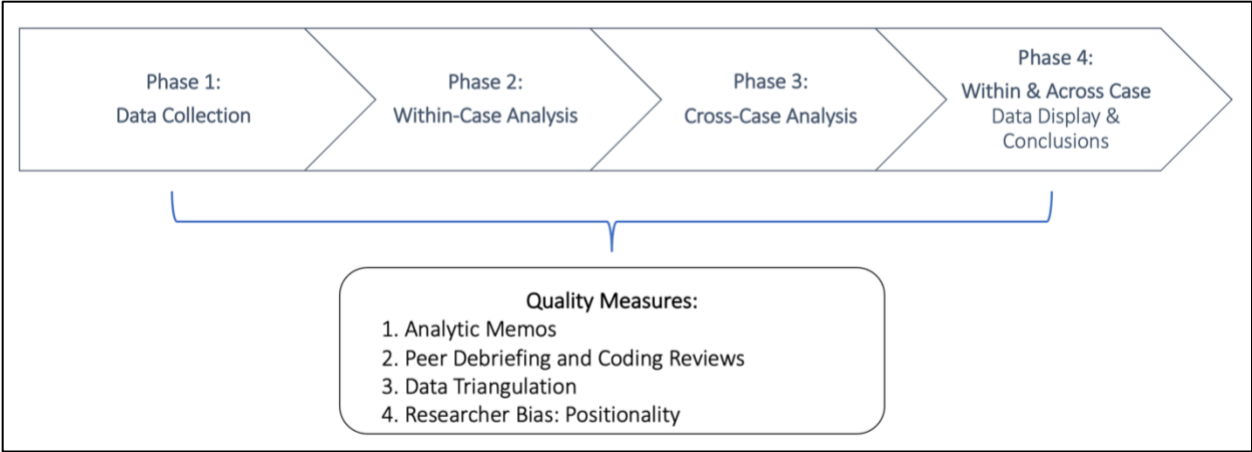 Phase 1:
Data Collection
Phase 2:
Within-Case Analysis
Phase 3:
Cross-Case Analysis
Phase 4:
Within & Across Case
Data Display &
Conclusions
Quality Measures:
1. Analytic Memos
2. Peer Debriefing and Coding Reviews
3. Data Triangulation
4. Researcher Bias: Positionality